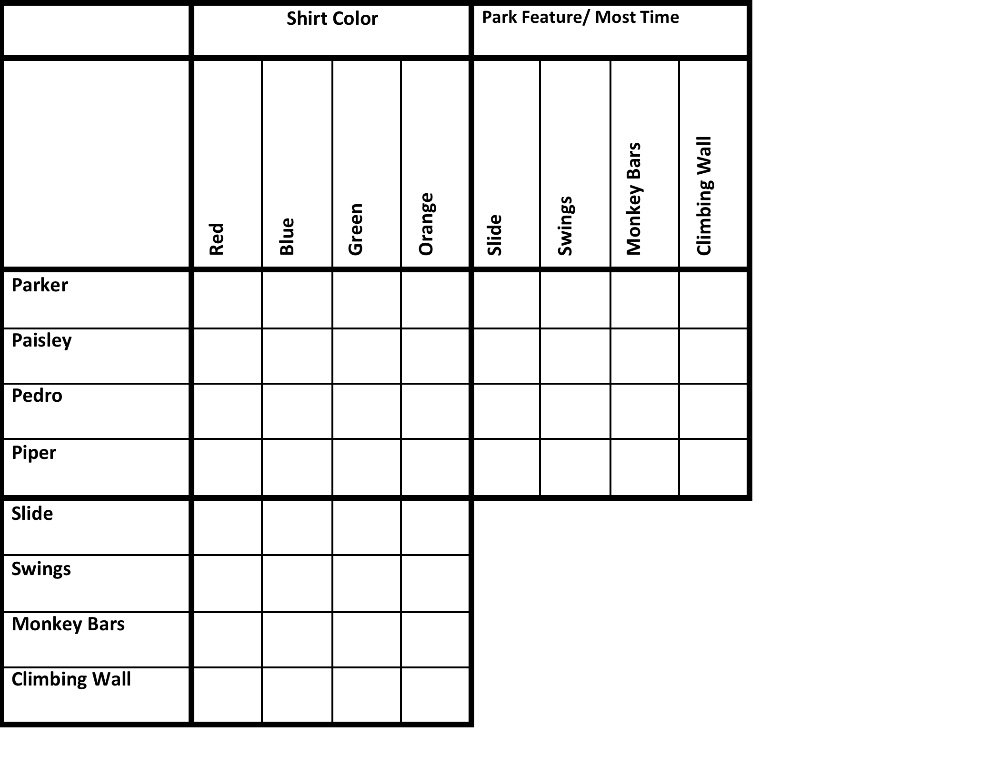 Shirt Color
Park Feature/ Most Time
Red
Blue
Green
Orange
Slide
Swings
Monkey Bars
Climbing Wall
Parker
Paisley
Pedro
Piper
Slide
Swings
Monkey Bars
Climbing Wall